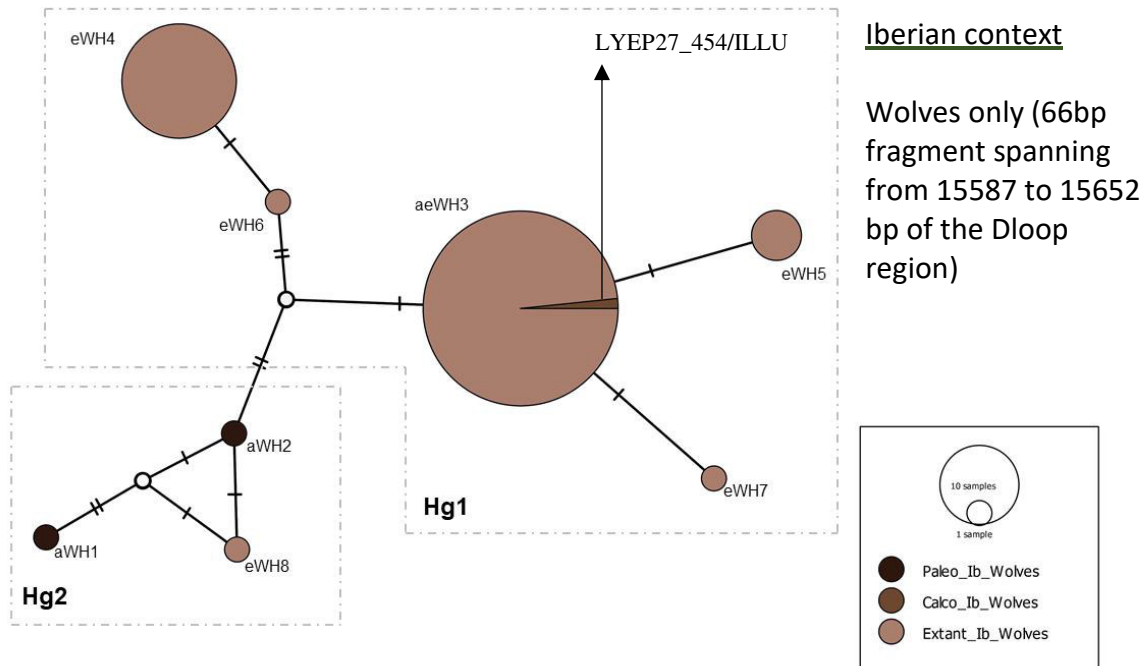 eWH4
LYEP27_454/ILLU
eWH6
aeWH3
eWH5
eWH7
Hg1
aWH2
aWH1
eWH8
Hg2
Iberian context
Wolves only (66bp
fragment spanning
from 15587 to 15652
bp of the Dloop
region)
10 samples
1 sample
Paleo_Ib_Wolves
Calco_Ib_Wolves
Extant_Ib_Wolves